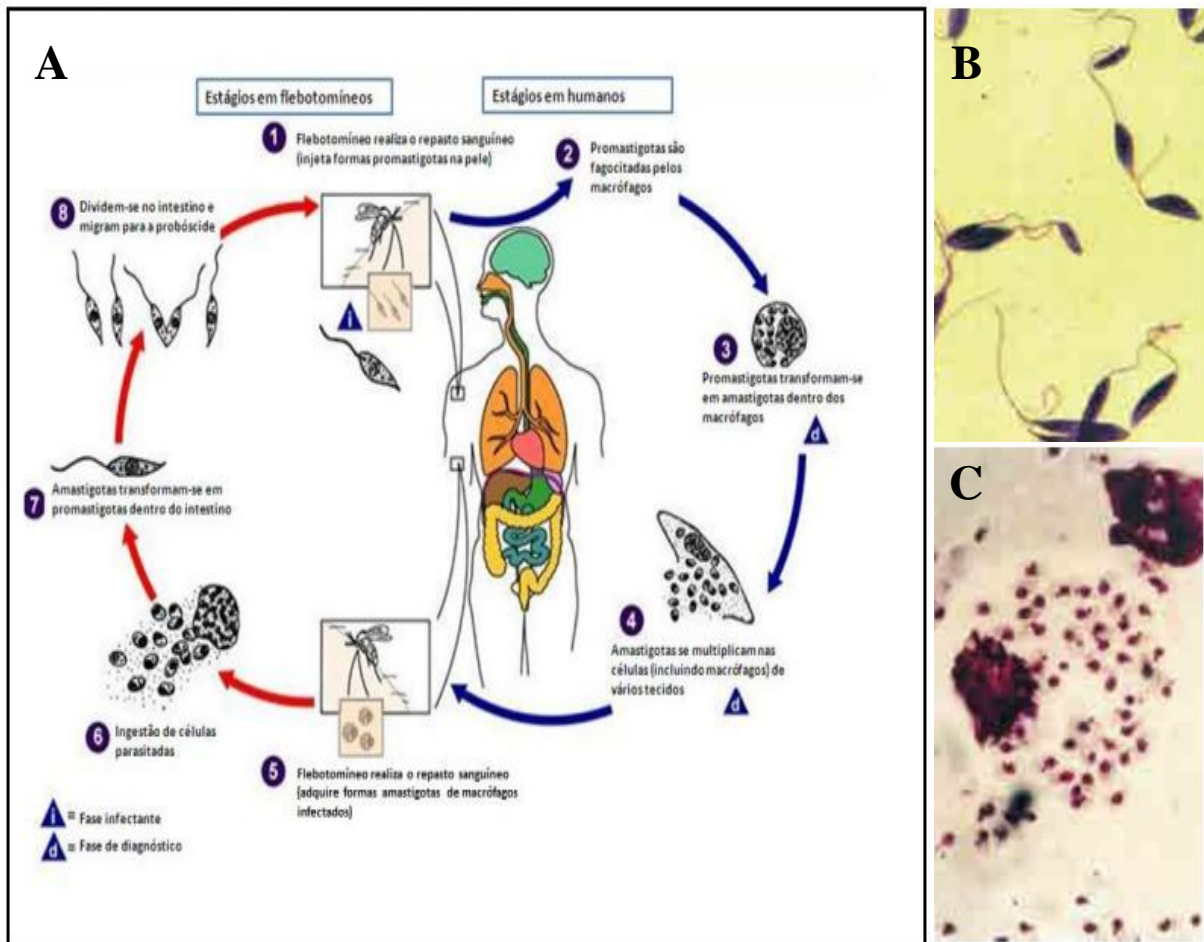 A
Estágios em flebotomíneos
Estágios em humanos
1
Flebotomíneo realiza o repasto sanguíneo
(injeta formas promastigotas na pele)
2
Promastigotas são
fagocitadas pelos
macrófagos
3
Promastigotas transformam-se
em amastigotas dentro dos
macrófagos
d
4
Amastigotas se multiplicam nas
células (incluindo macrófagos) de
vários tecidos
d
5
Flebotomíneo realiza o repasto sanguíneo
(adquire formas amastigotas de macrófagos
infectados)
6
Ingestão de células
parasitadas
7
Amastigotas transformam-se em
promastigotas dentro do intestino
8
Dividem-se no intestino e
migram para a probóscide
i
i = Fase infectante
d = Fase de diagnóstico
B
C